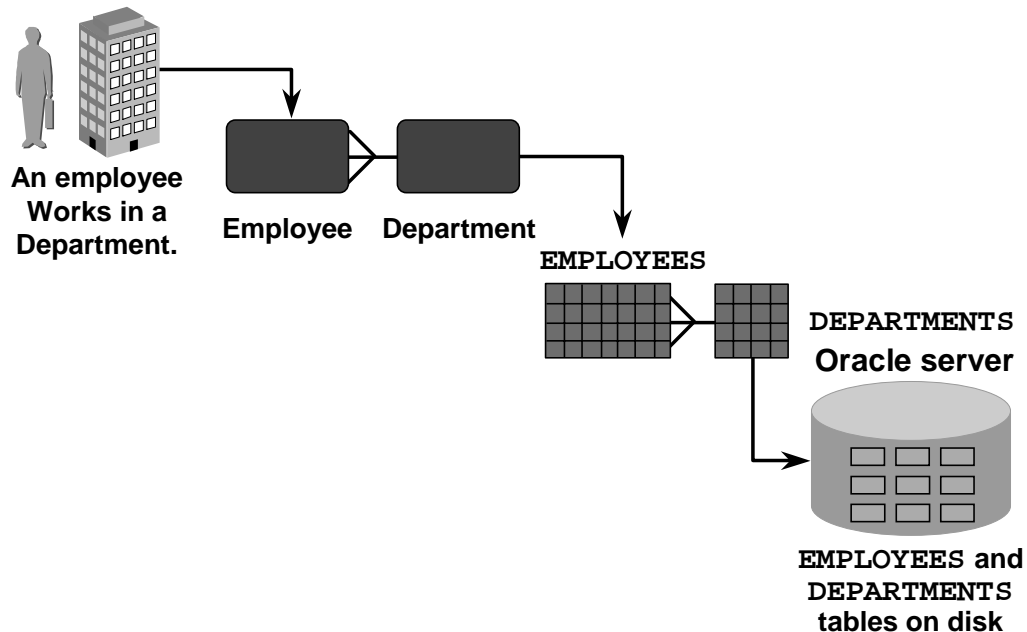 An employee
Works in a
Department.
Employee
Department
EMPLOYEES
DEPARTMENTS
Oracle server
EMPLOYEES and
DEPARTMENTS
tables on disk